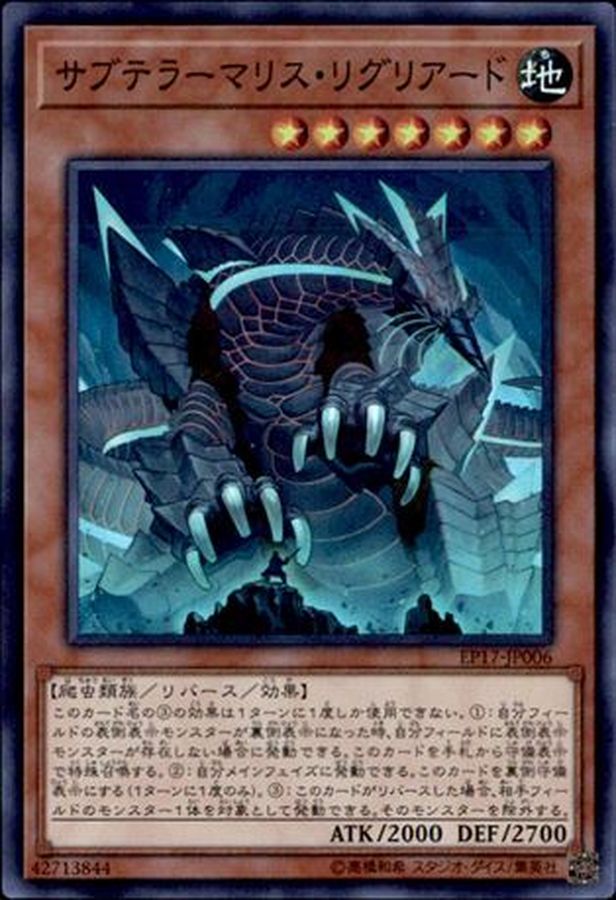 サブテラーマリス・リグリアード
地
EP17-JP006
【爬虫類族／リバース／効果】
このカード名の③の効果は１ターンに１度しか使用できない。①：自分フィー
ルドの表側表示モンスターが裏側表示になった時、自分フィールドに表側表示
モンスターが存在しない場合に発動できる。このカードを手札から守備表示
で特殊召喚する。②：自分メインフェイズに発動できる。このカードを裏側守備
表示にする（１ターンに１度のみ）。③：このカードがリバースした場合、相手フィ
ールドのモンスター１体を対象として発動できる。そのモンスターを除外する。
ATK/2000 DEF/2700
42713844
©高橋和希 スタジオ・ダイス/集英社